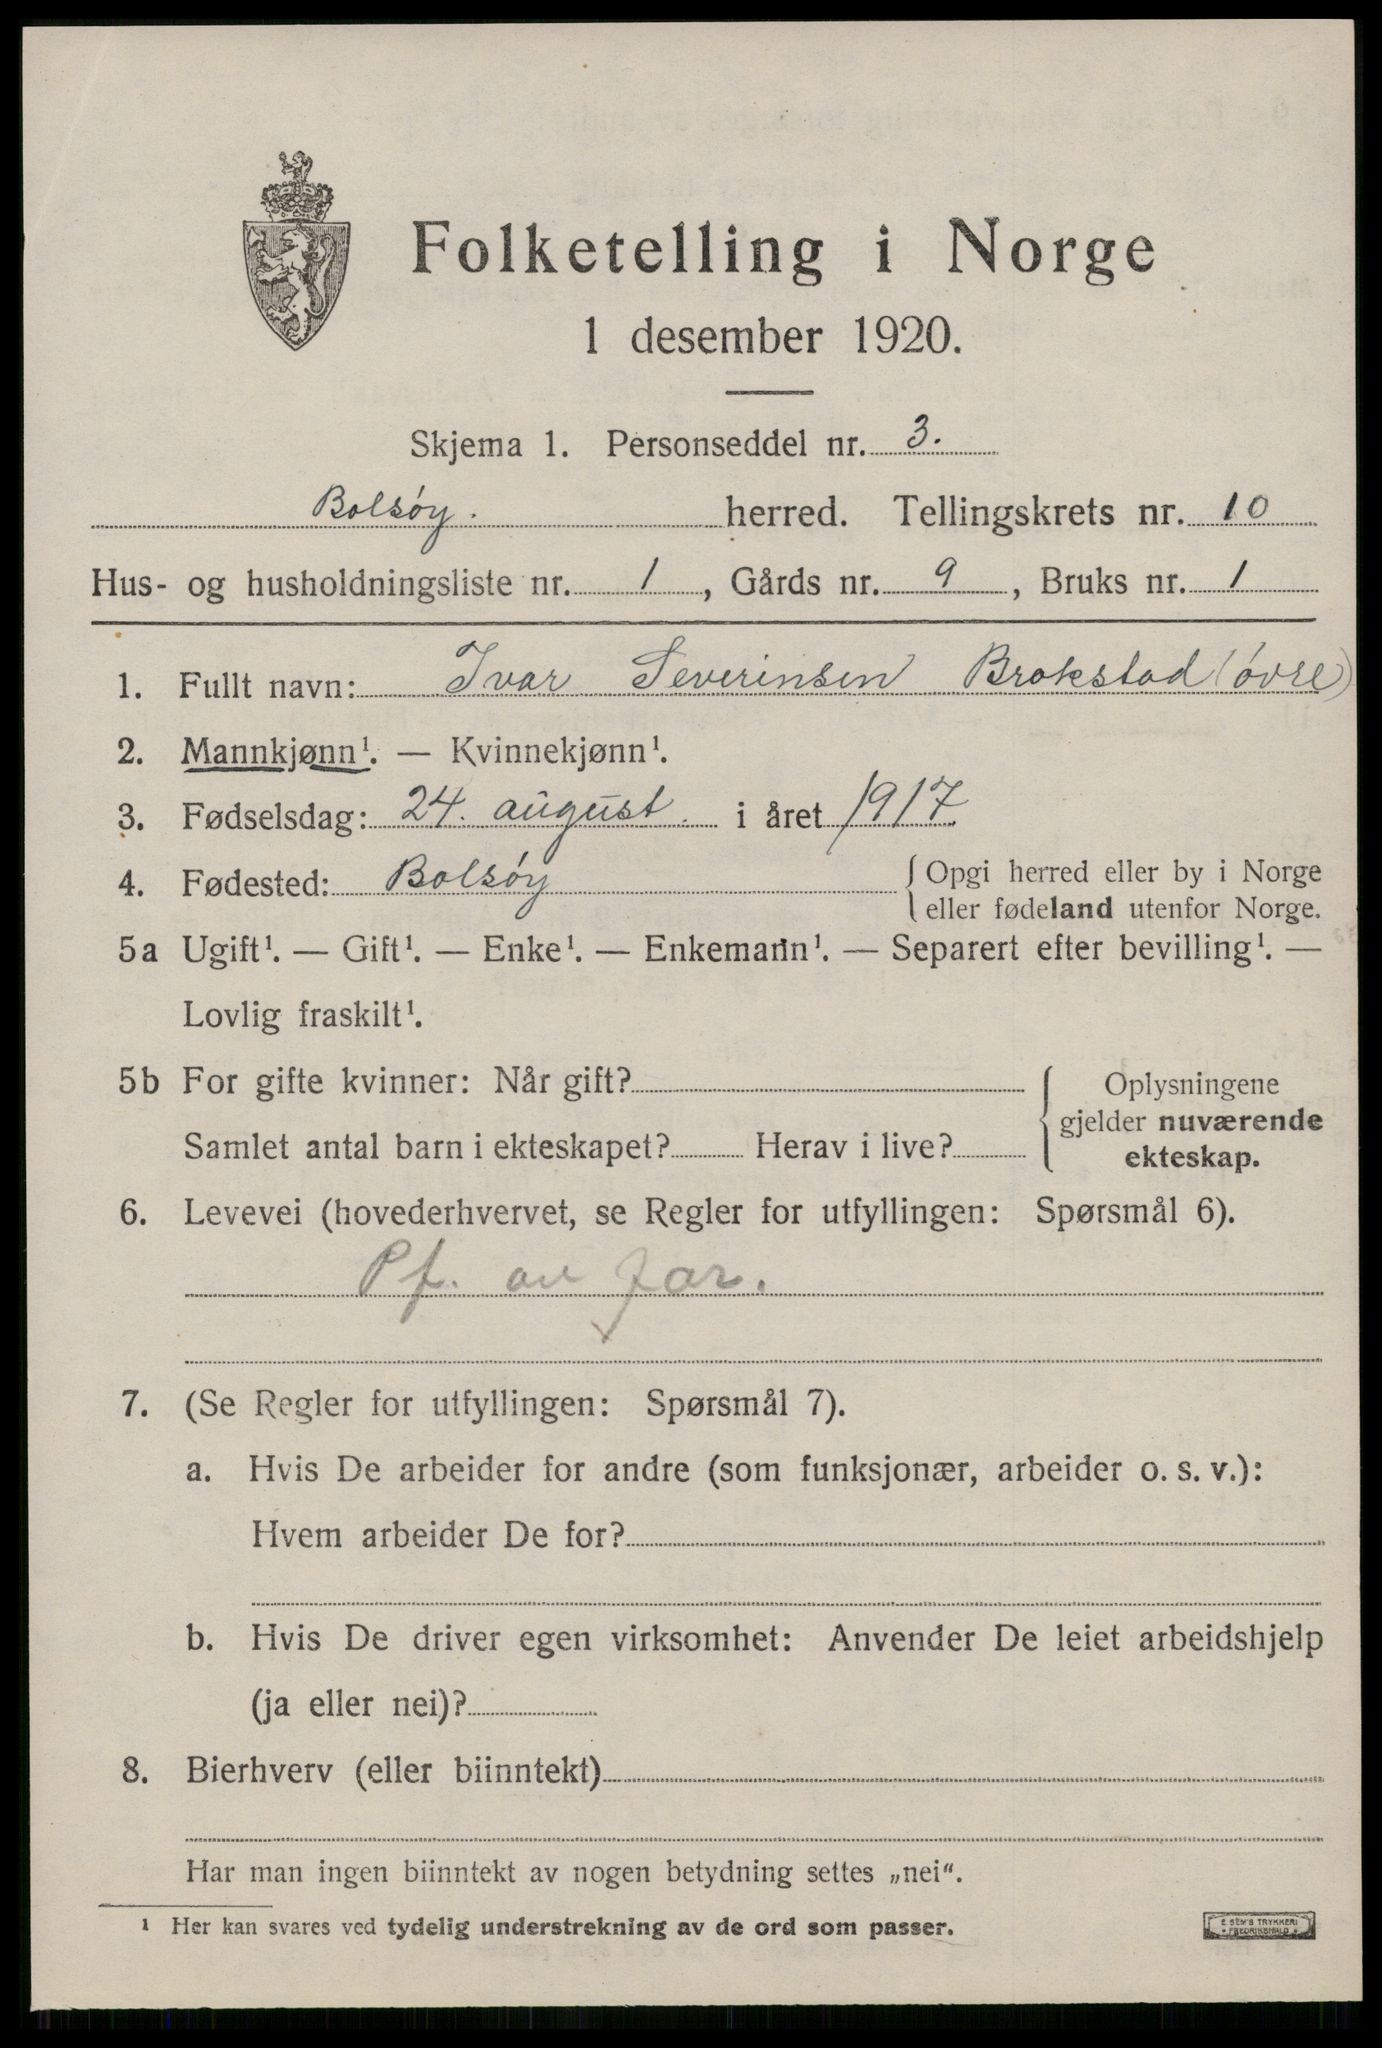 Folketelling i Norge
1 desember 1920.
Skjema 1. Personseddel nr. 3.
Bolsøy. herred. Tellingskrets nr. 10
Hus- og husholdningsliste nr. 1, Gårds nr. 9, Bruks nr. 1
1. Fullt navn: Ivar Severinsen Brokstad (øvre)
2. Mannkjønn¹. — Kvinnekjønn¹.
3. Fødselsdag: 24. august. i året 1917
4. Fødested: Bolsøy {Opgi herred eller by i Norge
eller fødeland utenfor Norge.
5a Ugift¹. — Gift¹. — Enke¹. — Enkemann¹. — Separert efter bevilling¹. —
Lovlig fraskilt¹.
5b For gifte kvinner: Når gift?
Samlet antal barn i ekteskapet? Herav i live?
{Oplysningene
gjelder nuværende
ekteskap.
6. Levevei (hovederhvervet, se Regler for utfyllingen: Spørsmål 6).
Pf. av far.
7. (Se Regler for utfyllingen: Spørsmål 7).
a. Hvis De arbeider for andre (som funksjonær, arbeider o. s. v.):
Hvem arbeider De for?
b. Hvis De driver egen virksomhet: Anvender De leiet arbeidshjelp
(ja eller nei)?
8. Bierhverv (eller biinntekt)
Har man ingen biinntekt av nogen betydning settes „nei“.
¹ Her kan svares ved tydelig understrekning av de ord som passer.
E. SEM'S TRYKKERI
FREDRIKSHALD